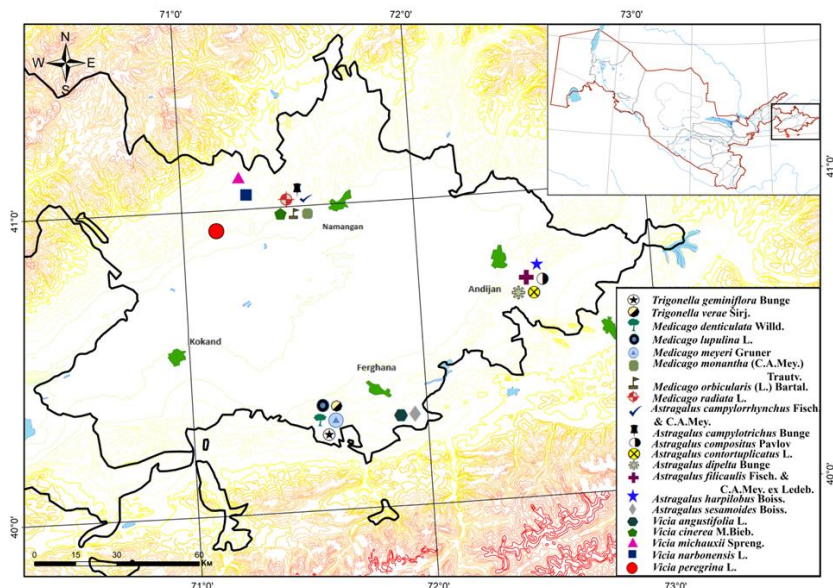 71°0'
72°0'
73°0'
N
W E
S
41°0'
41°0'
Namangan
Andijan
Kokand
Ferghana
40°0'
40°0'
Trigonella geminiflora Bunge
Trigonella verae Sirj.
Medicago denticulata Willd.
Medicago lupulina L.
Medicago meyeri Gruner
Medicago monantha (C.A.Mey.)
Trautv.
Medicago orbicularis (L.) Bartal.
Medicago radiata L.
Astragalus campylorrhynchus Fisch.
& C.A.Mey.
Astragalus campylotrichus Bunge
Astragalus compositus Pavlov
Astragalus contortuplicatus L.
Astragalus dipelta Bunge
Astragalus filicaulis Fisch. &
C.A.Mey. ex Ledeb.
Astragalus harpilobus Boiss.
Astragalus sesamoides Boiss.
Vicia angustifolia L.
Vicia cinerea M.Bieb.
Vicia michauxii Spreng.
Vicia narbonensis L.
Vicia peregrina L.
0 15 30 60
Км
71°0'
72°0'
73°0'